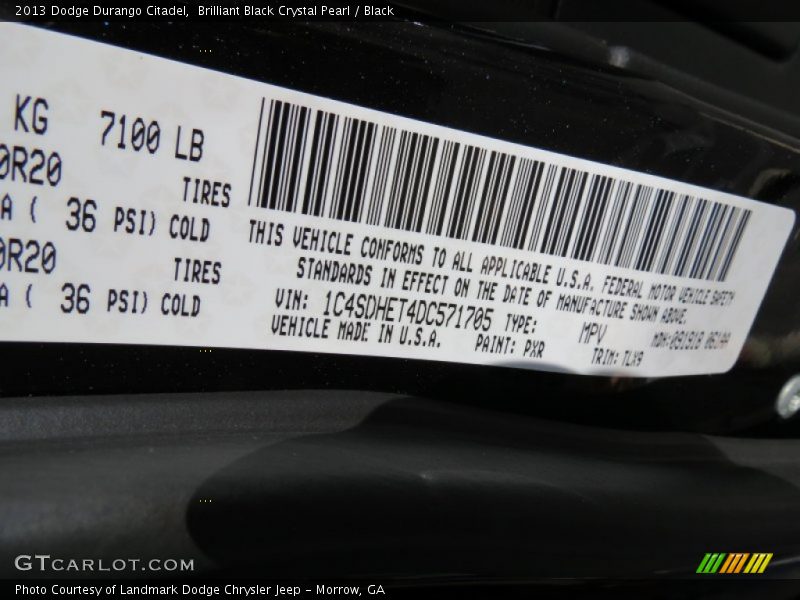 2013 Dodge Durango Citadel, Brilliant Black Crystal Pearl / Black
KG 7100 LB
0R20 TIRES
A ( 36 PSI) COLD
0R20 TIRES
A ( 36 PSI) COLD
THIS VEHICLE CONFORMS TO ALL APPLICABLE U.S.A. FEDERAL MOTOR VEHICLE SAFETY
STANDARDS IN EFFECT ON THE DATE OF MANUFACTURE SHOWN ABOVE.
VIN: 1C4SDHET4DC571705 TYPE: MPV
VEHICLE MADE IN U.S.A. PAINT: PXR TRIM: TLX9
GTCARLOT.COM
Photo Courtesy of Landmark Dodge Chrysler Jeep - Morrow, GA